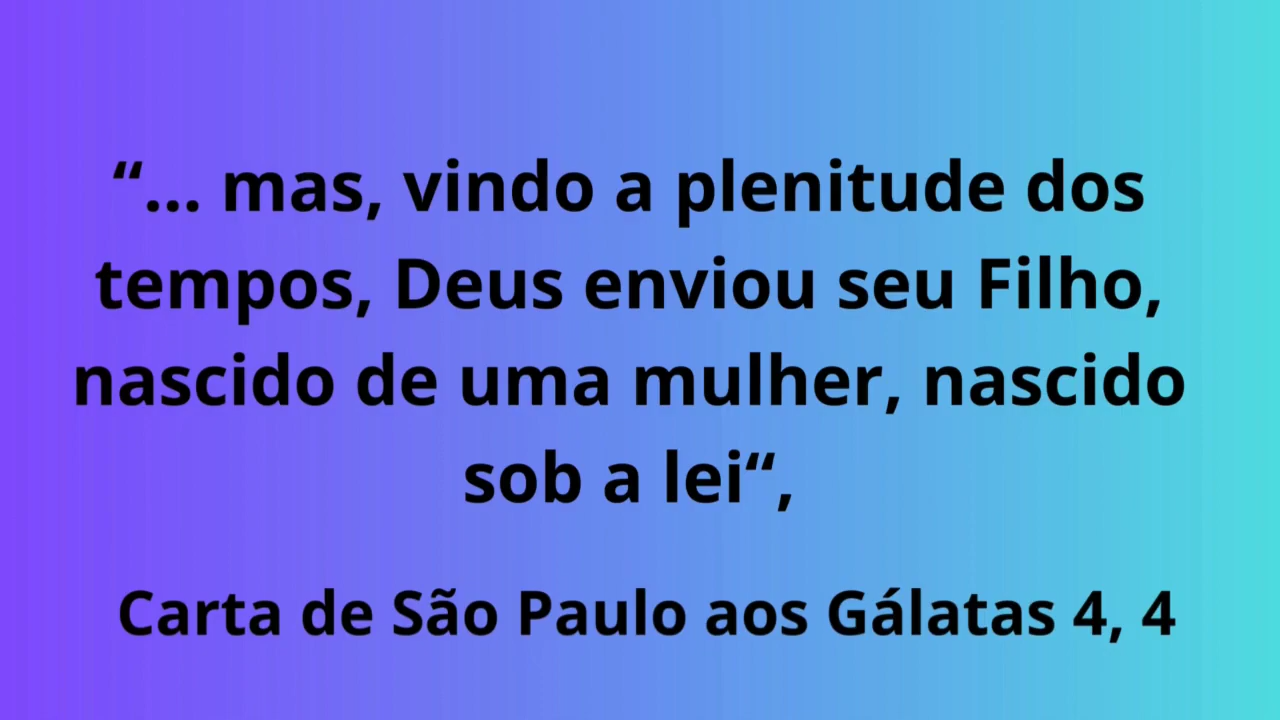 “... mas, vindo a plenitude dos
tempos, Deus enviou seu Filho,
nascido de uma mulher, nascido
sob a lei“,
Carta de São Paulo aos Gálatas 4, 4